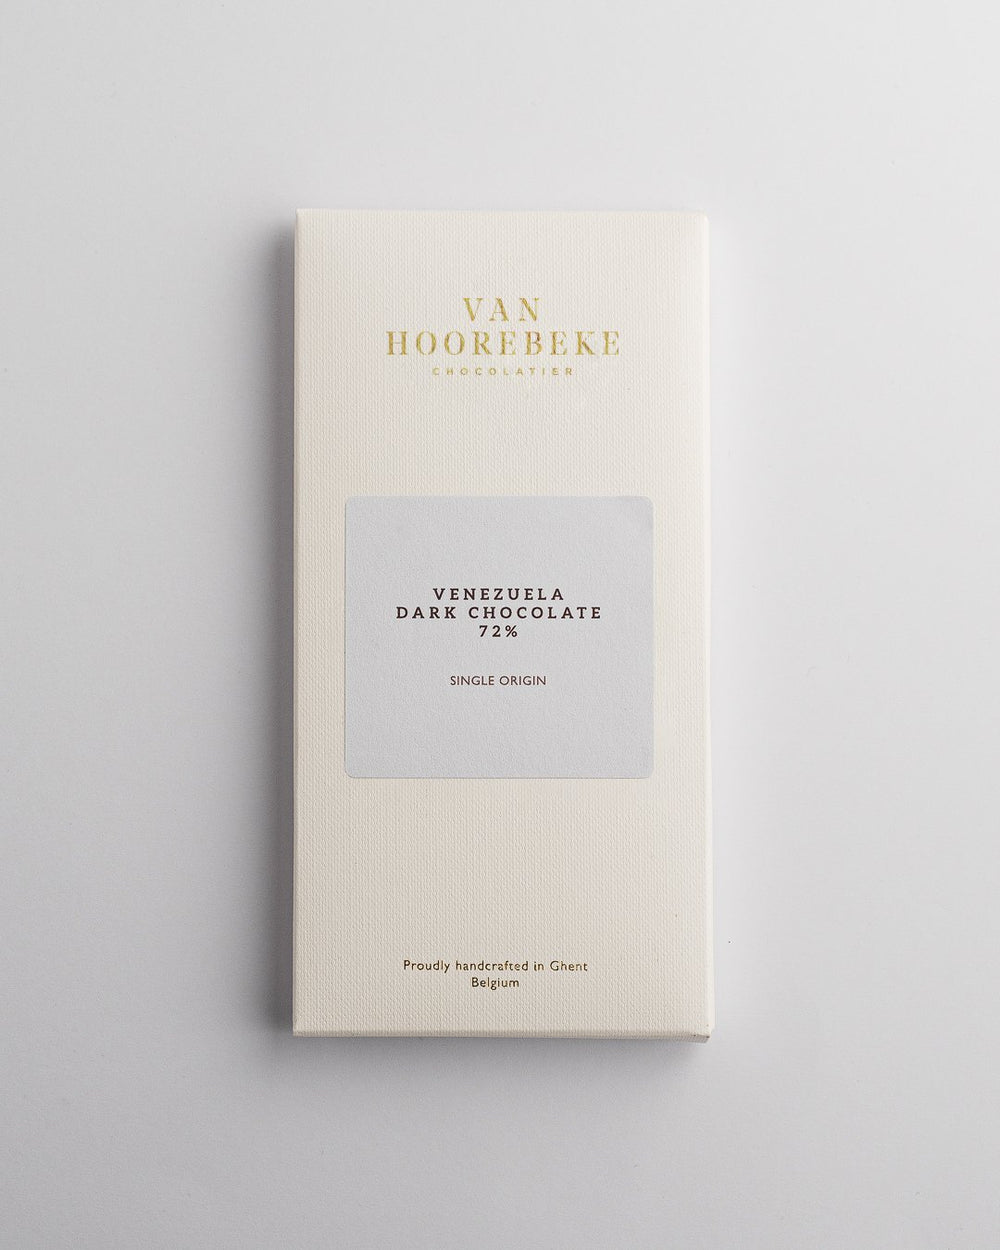 VAN
HOOREBEKE
CHOCOLATIER
VENEZUELA
DARK CHOCOLATE
72%
SINGLE ORIGIN
Proudly handcrafted in Ghent
Belgium